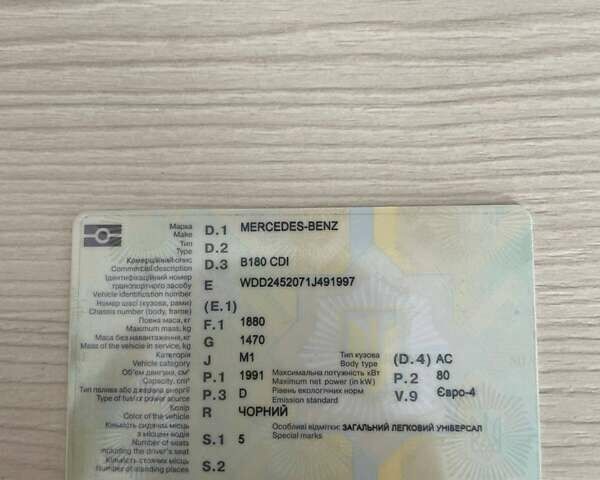 Марка
Make D.1 MERCEDES-BENZ
Тип
Type D.2
Комерційний опис
Commercial description D.3 B180 CDI
Ідентифікаційний номер
транспортного засобу E WDD2452071J491997
Vehicle identification number
Номер шасі (кузова, рами) (E.1)
Chassis number (body, frame)
Повна маса, кг F.1 1880
Maximum mass, kg
Маса без навантаження, кг G 1470
Mass of the vehicle in service, kg
Категорія J M1 Тип кузова (D.4) AC
Vehicle category Body type
Об'єм двигуна, см³ P.1 1991 Максимальна потужність кВт P.2 80
Capacity, cm³ Maximum net power (in kW)
Тип палива або джерела енергії P.3 D Рівень екологічних норм V.9 Євро-4
Type of fuel or power source Emission standard
Колір R ЧОРНИЙ
Color of the vehicle
Кількість сидячих Особливі відмітки: ЗАГАЛЬНИЙ ЛЕГКОВИЙ УНІВЕРСАЛ
з місцем водія S.1 5 Special marks
Number of seats
including the driver's seat
Кількість стоячих місць S.2
Number of standing places